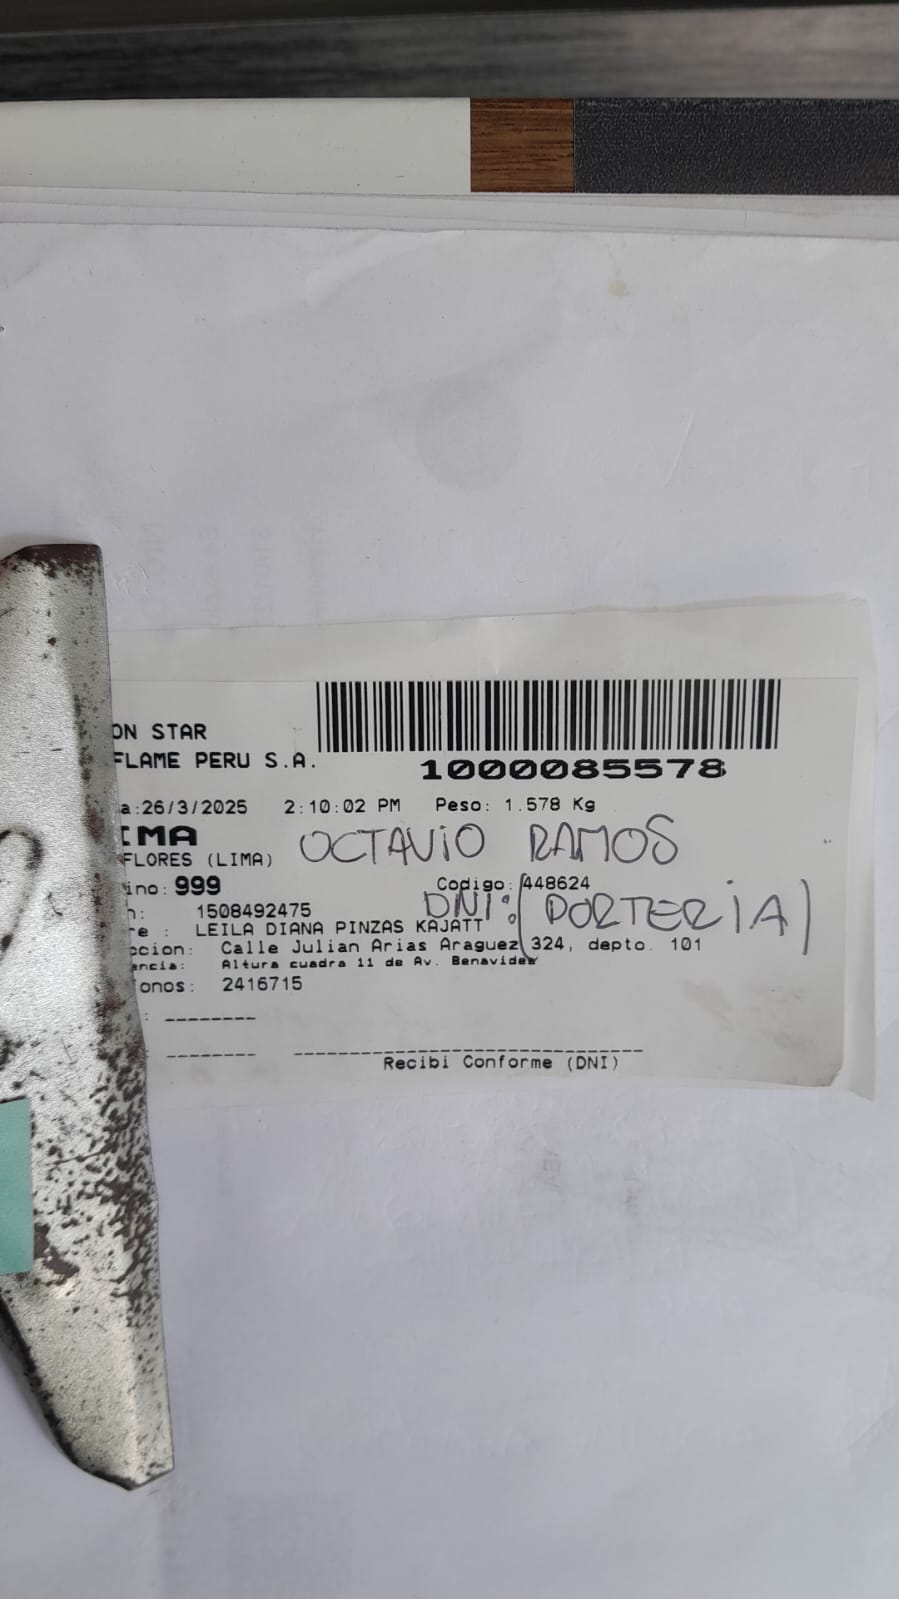 ON STAR
FLAME PERU S.A.
1000085578
a:26/3/2025 2:10:02 PM Peso: 1.578 Kg
IMA OCTAVIO RAMOS
FLORES (LIMA)
ino: 999 Codigo: 448624
DNI: (PORTERIA)
n: 1508492475
re : LEILA DIANA PINZAS KAJATT
ccion: Calle Julian Arias Araguez 324, depto. 101
encia: Altura cuadra 11 de Av. Benavides
onos: 2416715
: --------
: --------
Recibi Conforme (DNI)